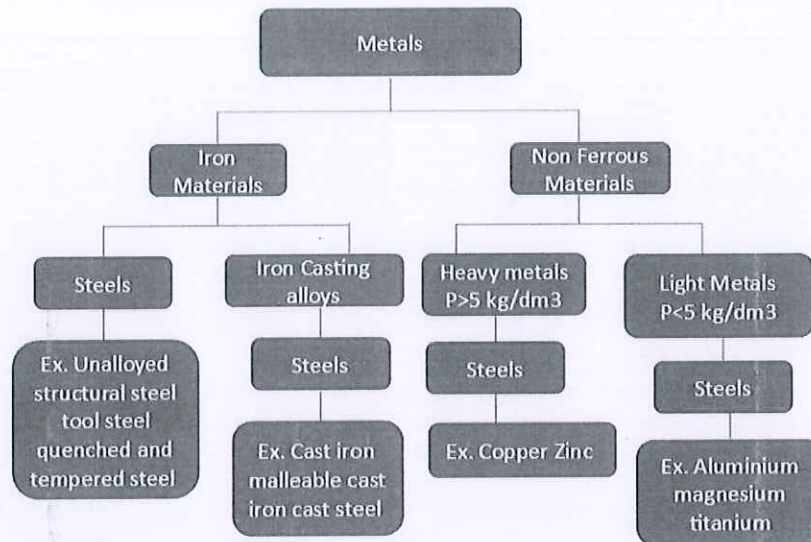 Metals
Iron
Materials
Non Ferrous
Materials
Steels
Iron Casting
alloys
Heavy metals
P>5 kg/dm3
Light Metals
P<5 kg/dm3
Ex. Unalloyed
structural steel
tool steel
quenched and
tempered steel
Steels
Steels
Steels
Ex. Cast iron
malleable cast
iron cast steel
Ex. Copper Zinc
Ex. Aluminium
magnesium
titanium